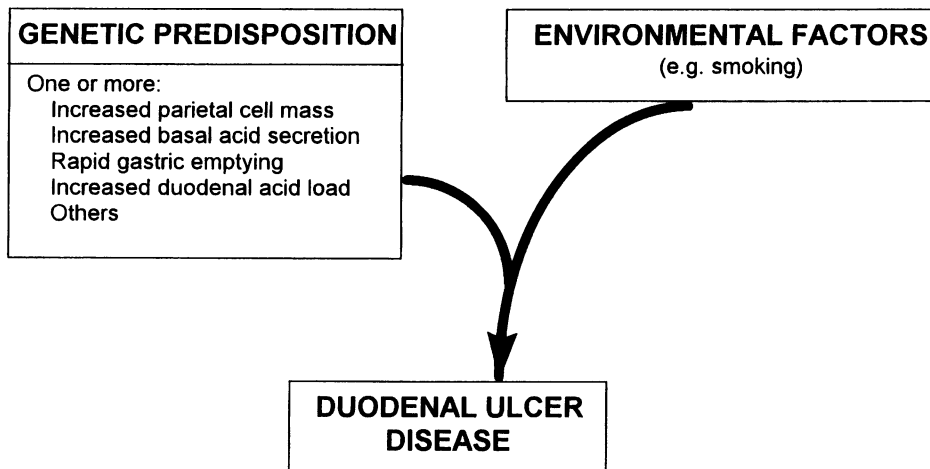 GENETIC PREDISPOSITION
One or more:
Increased parietal cell mass
Increased basal acid secretion
Rapid gastric emptying
Increased duodenal acid load
Others
ENVIRONMENTAL FACTORS
(e.g. smoking)
DUODENAL ULCER
DISEASE